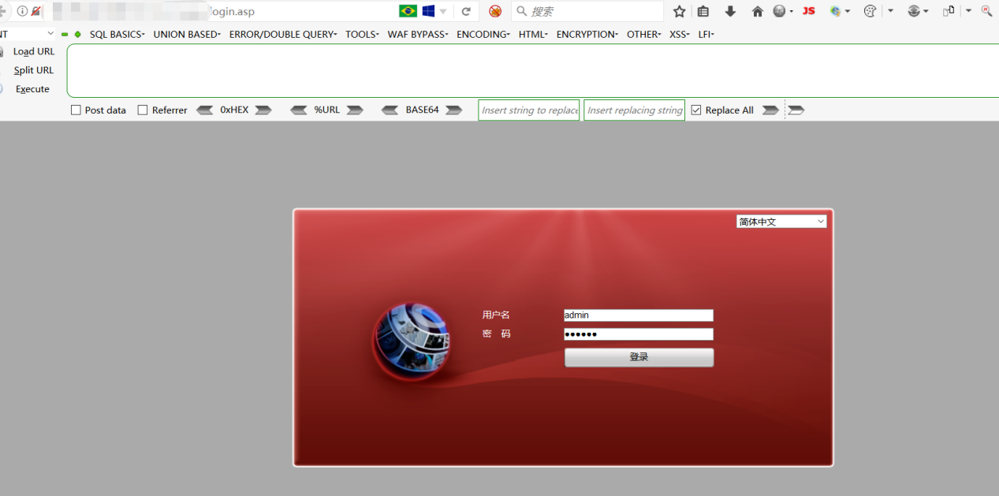 login.asp
搜索
JS
NT
SQL BASICS
UNION BASED
ERROR/DOUBLE QUERY
TOOLS
WAF BYPASS
ENCODING
HTML
ENCRYPTION
OTHER
XSS
LFI
Load URL
Split URL
Execute
Post data
Referrer
0xHEX
%URL
BASE64
Insert string to replace
Insert replacing string
Replace All
简体中文
用户名
admin
密 码
••••••
登录